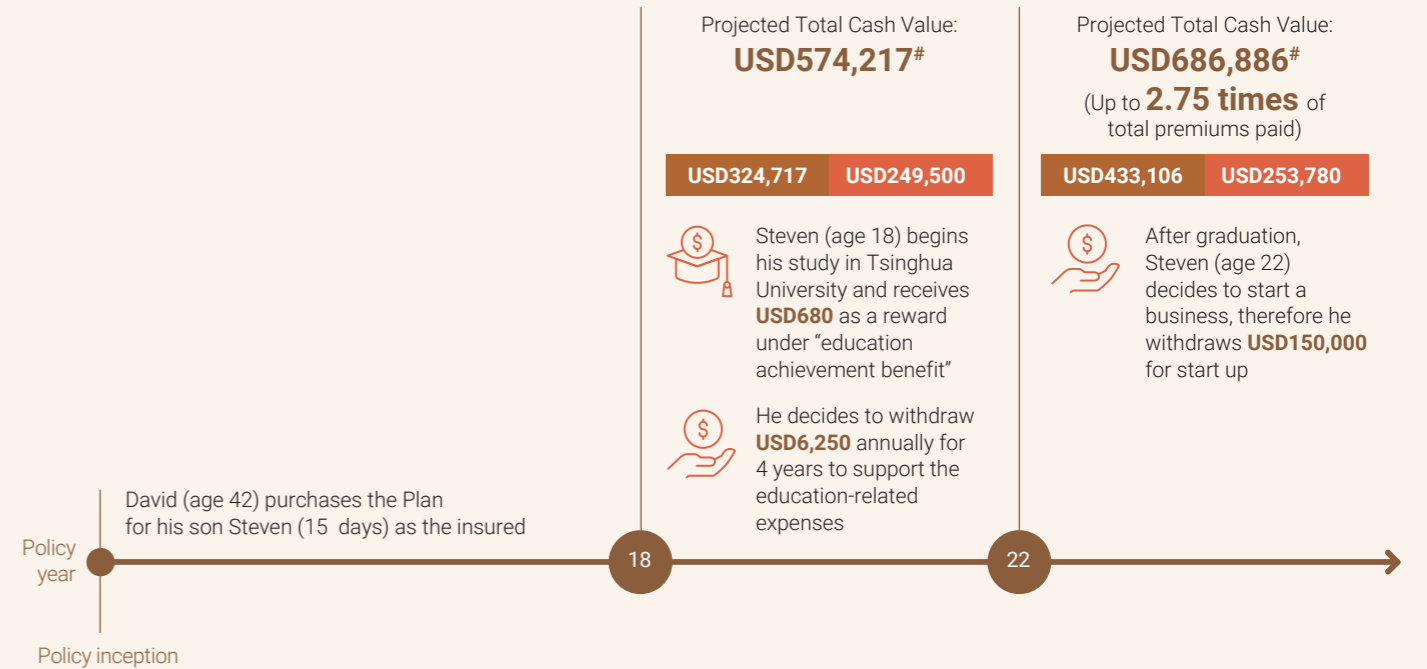 Projected Total Cash Value:
USD574,217#
USD324,717
USD249,500
$
Steven (age 18) begins
his study in Tsinghua
University and receives
USD680 as a reward
under “education
achievement benefit”
$
He decides to withdraw
USD6,250 annually for
4 years to support the
education-related
expenses
Projected Total Cash Value:
USD686,886#
(Up to 2.75 times of
total premiums paid)
USD433,106
USD253,780
$
After graduation,
Steven (age 22)
decides to start a
business, therefore he
withdraws USD150,000
for start up
David (age 42) purchases the Plan
for his son Steven (15 days) as the insured
Policy
year
18
22
Policy inception